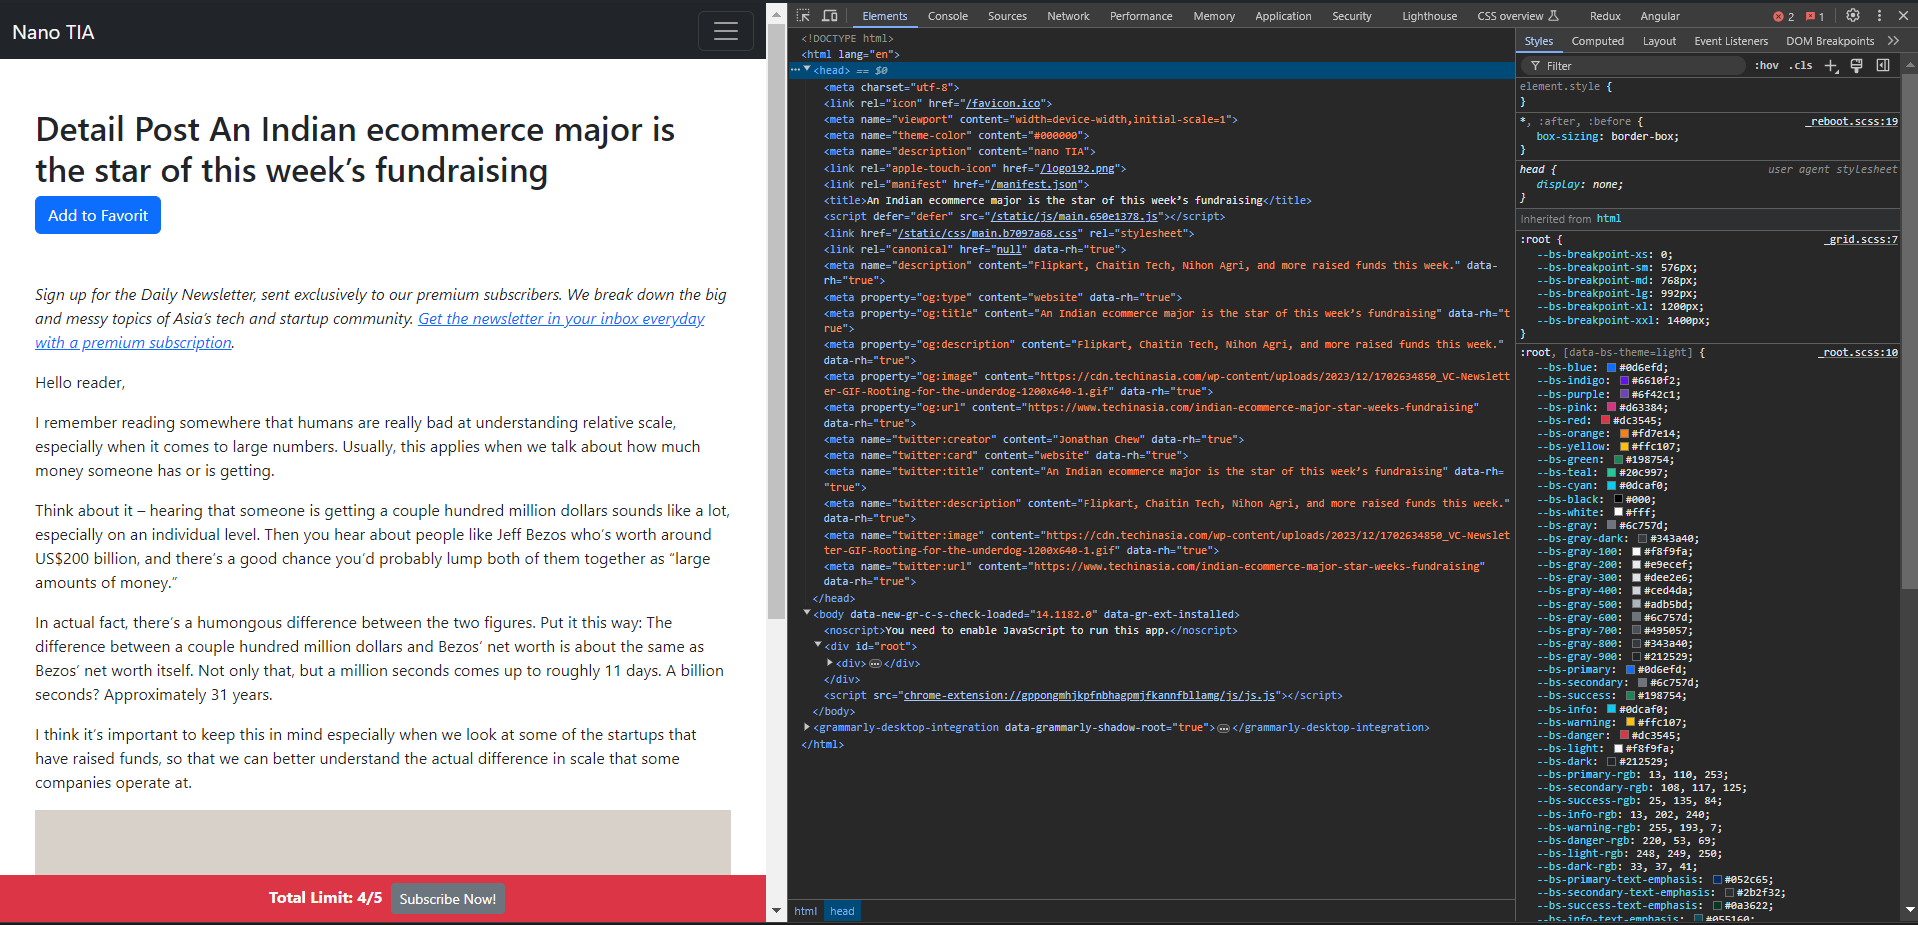 Nano TIA
Detail Post An Indian ecommerce major is
the star of this week’s fundraising
Add to Favorit
Sign up for the Daily Newsletter, sent exclusively to our premium subscribers. We break down the big
and messy topics of Asia’s tech and startup community. Get the newsletter in your inbox everyday
with a premium subscription.
Hello reader,
I remember reading somewhere that humans are really bad at understanding relative scale,
especially when it comes to large numbers. Usually, this applies when we talk about how much
money someone has or is getting.
Think about it – hearing that someone is getting a couple hundred million dollars sounds like a lot,
especially on an individual level. Then you hear about people like Jeff Bezos who’s worth around
US$200 billion, and there’s a good chance you’d probably lump both of them together as “large
amounts of money.”
In actual fact, there’s a humongous difference between the two figures. Put it this way: The
difference between a couple hundred million dollars and Bezos’ net worth is about the same as
Bezos’ net worth itself. Not only that, but a million seconds comes up to roughly 11 days. A billion
seconds? Approximately 31 years.
I think it’s important to keep this in mind especially when we look at some of the startups that
have raised funds, so that we can better understand the actual difference in scale that some
companies operate at.
Total Limit: 4/5 Subscribe Now!
Elements Console Sources Network Performance Memory Application Security Lighthouse CSS overview Redux Angular 2 1
<!DOCTYPE html>
<html lang="en">
<head> == $0
<meta charset="utf-8">
<link rel="icon" href="/favicon.ico">
<meta name="viewport" content="width=device-width,initial-scale=1">
<meta name="theme-color" content="#000000">
<meta name="description" content="nano TIA">
<link rel="apple-touch-icon" href="/logo192.png">
<link rel="manifest" href="/manifest.json">
<title>An Indian ecommerce major is the star of this week’s fundraising</title>
<script defer="defer" src="/static/js/main.650e1378.js"></script>
<link href="/static/css/main.b7097a68.css" rel="stylesheet">
<link rel="canonical" href="null" data-rh="true">
<meta name="description" content="Flipkart, Chaitin Tech, Nihon Agri, and more raised funds this week." data-
rh="true">
<meta property="og:type" content="website" data-rh="true">
<meta property="og:title" content="An Indian ecommerce major is the star of this week’s fundraising" data-rh="t
rue">
<meta property="og:description" content="Flipkart, Chaitin Tech, Nihon Agri, and more raised funds this week."
data-rh="true">
<meta property="og:image" content="https://cdn.techinasia.com/wp-content/uploads/2023/12/1702634850_VC-Newslett
er-GIF-Rooting-for-the-underdog-1200x640-1.gif" data-rh="true">
<meta property="og:url" content="https://www.techinasia.com/indian-ecommerce-major-star-weeks-fundraising"
data-rh="true">
<meta name="twitter:creator" content="Jonathan Chew" data-rh="true">
<meta name="twitter:card" content="website" data-rh="true">
<meta name="twitter:title" content="An Indian ecommerce major is the star of this week’s fundraising" data-rh=
"true">
<meta name="twitter:description" content="Flipkart, Chaitin Tech, Nihon Agri, and more raised funds this week."
data-rh="true">
<meta name="twitter:image" content="https://cdn.techinasia.com/wp-content/uploads/2023/12/1702634850_VC-Newslet
ter-GIF-Rooting-for-the-underdog-1200x640-1.gif" data-rh="true">
<meta name="twitter:url" content="https://www.techinasia.com/indian-ecommerce-major-star-weeks-fundraising"
data-rh="true">
</head>
<body data-new-gr-c-s-check-loaded="14.1182.0" data-gr-ext-installed>
<noscript>You need to enable JavaScript to run this app.</noscript>
<div id="root">
<div> </div>
</div>
<script src="chrome-extension://gppongmhjkpfnbhagpmjfkannfbllamg/js/js.js"></script>
</body>
<grammarly-desktop-integration data-grammarly-shadow-root="true"> </grammarly-desktop-integration>
</html>
html head
Styles Computed Layout Event Listeners DOM Breakpoints
Filter :hov .cls
element.style {
}
*, :after, :before { _reboot.scss:19
box-sizing: border-box;
}
head { user agent stylesheet
display: none;
}
Inherited from html
:root { _grid.scss:7
--bs-breakpoint-xs: 0;
--bs-breakpoint-sm: 576px;
--bs-breakpoint-md: 768px;
--bs-breakpoint-lg: 992px;
--bs-breakpoint-xl: 1200px;
--bs-breakpoint-xxl: 1400px;
}
:root, [data-bs-theme=light] { _root.scss:10
--bs-blue: #0d6efd;
--bs-indigo: #6610f2;
--bs-purple: #6f42c1;
--bs-pink: #d63384;
--bs-red: #dc3545;
--bs-orange: #fd7e14;
--bs-yellow: #ffc107;
--bs-green: #198754;
--bs-teal: #20c997;
--bs-cyan: #0dcaf0;
--bs-black: #000;
--bs-white: #fff;
--bs-gray: #6c757d;
--bs-gray-dark: #343a40;
--bs-gray-100: #f8f9fa;
--bs-gray-200: #e9ecef;
--bs-gray-300: #dee2e6;
--bs-gray-400: #ced4da;
--bs-gray-500: #adb5bd;
--bs-gray-600: #6c757d;
--bs-gray-700: #495057;
--bs-gray-800: #343a40;
--bs-gray-900: #212529;
--bs-primary: #0d6efd;
--bs-secondary: #6c757d;
--bs-success: #198754;
--bs-info: #0dcaf0;
--bs-warning: #ffc107;
--bs-danger: #dc3545;
--bs-light: #f8f9fa;
--bs-dark: #212529;
--bs-primary-rgb: 13, 110, 253;
--bs-secondary-rgb: 108, 117, 125;
--bs-success-rgb: 25, 135, 84;
--bs-info-rgb: 13, 202, 240;
--bs-warning-rgb: 255, 193, 7;
--bs-danger-rgb: 220, 53, 69;
--bs-light-rgb: 248, 249, 250;
--bs-dark-rgb: 33, 37, 41;
--bs-primary-text-emphasis: #052c65;
--bs-secondary-text-emphasis: #2b2f32;
--bs-success-text-emphasis: #0a3622;
--bs-info-text-emphasis: #055160;